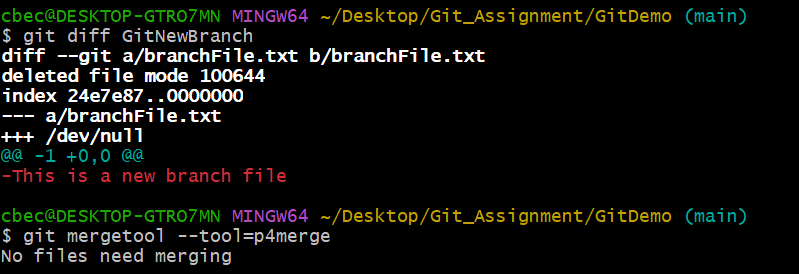 cbec@DESKTOP-GTRO7MN MINGW64 ~/Desktop/Git_Assignment/GitDemo (main)
$ git diff GitNewBranch
diff --git a/branchFile.txt b/branchFile.txt
deleted file mode 100644
index 24e7e87..0000000
--- a/branchFile.txt
+++ /dev/null
@@ -1 +0,0 @@
-This is a new branch file
cbec@DESKTOP-GTRO7MN MINGW64 ~/Desktop/Git_Assignment/GitDemo (main)
$ git mergetool --tool=p4merge
No files need merging